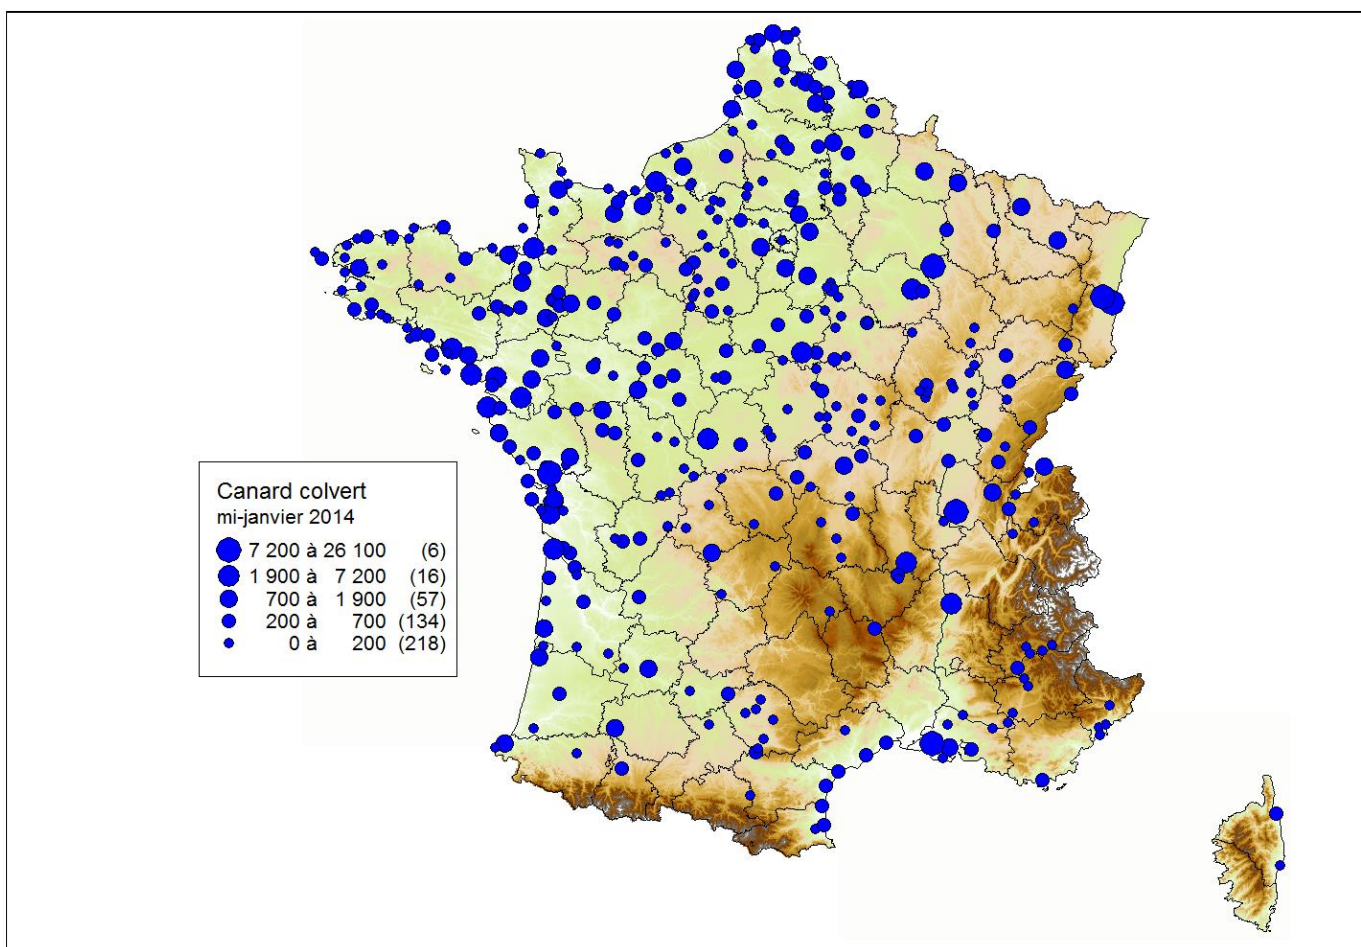 Canard colvert
mi-janvier 2014
7 200 à 26 100 (6)
1 900 à 7 200 (16)
700 à 1 900 (57)
200 à 700 (134)
0 à 200 (218)